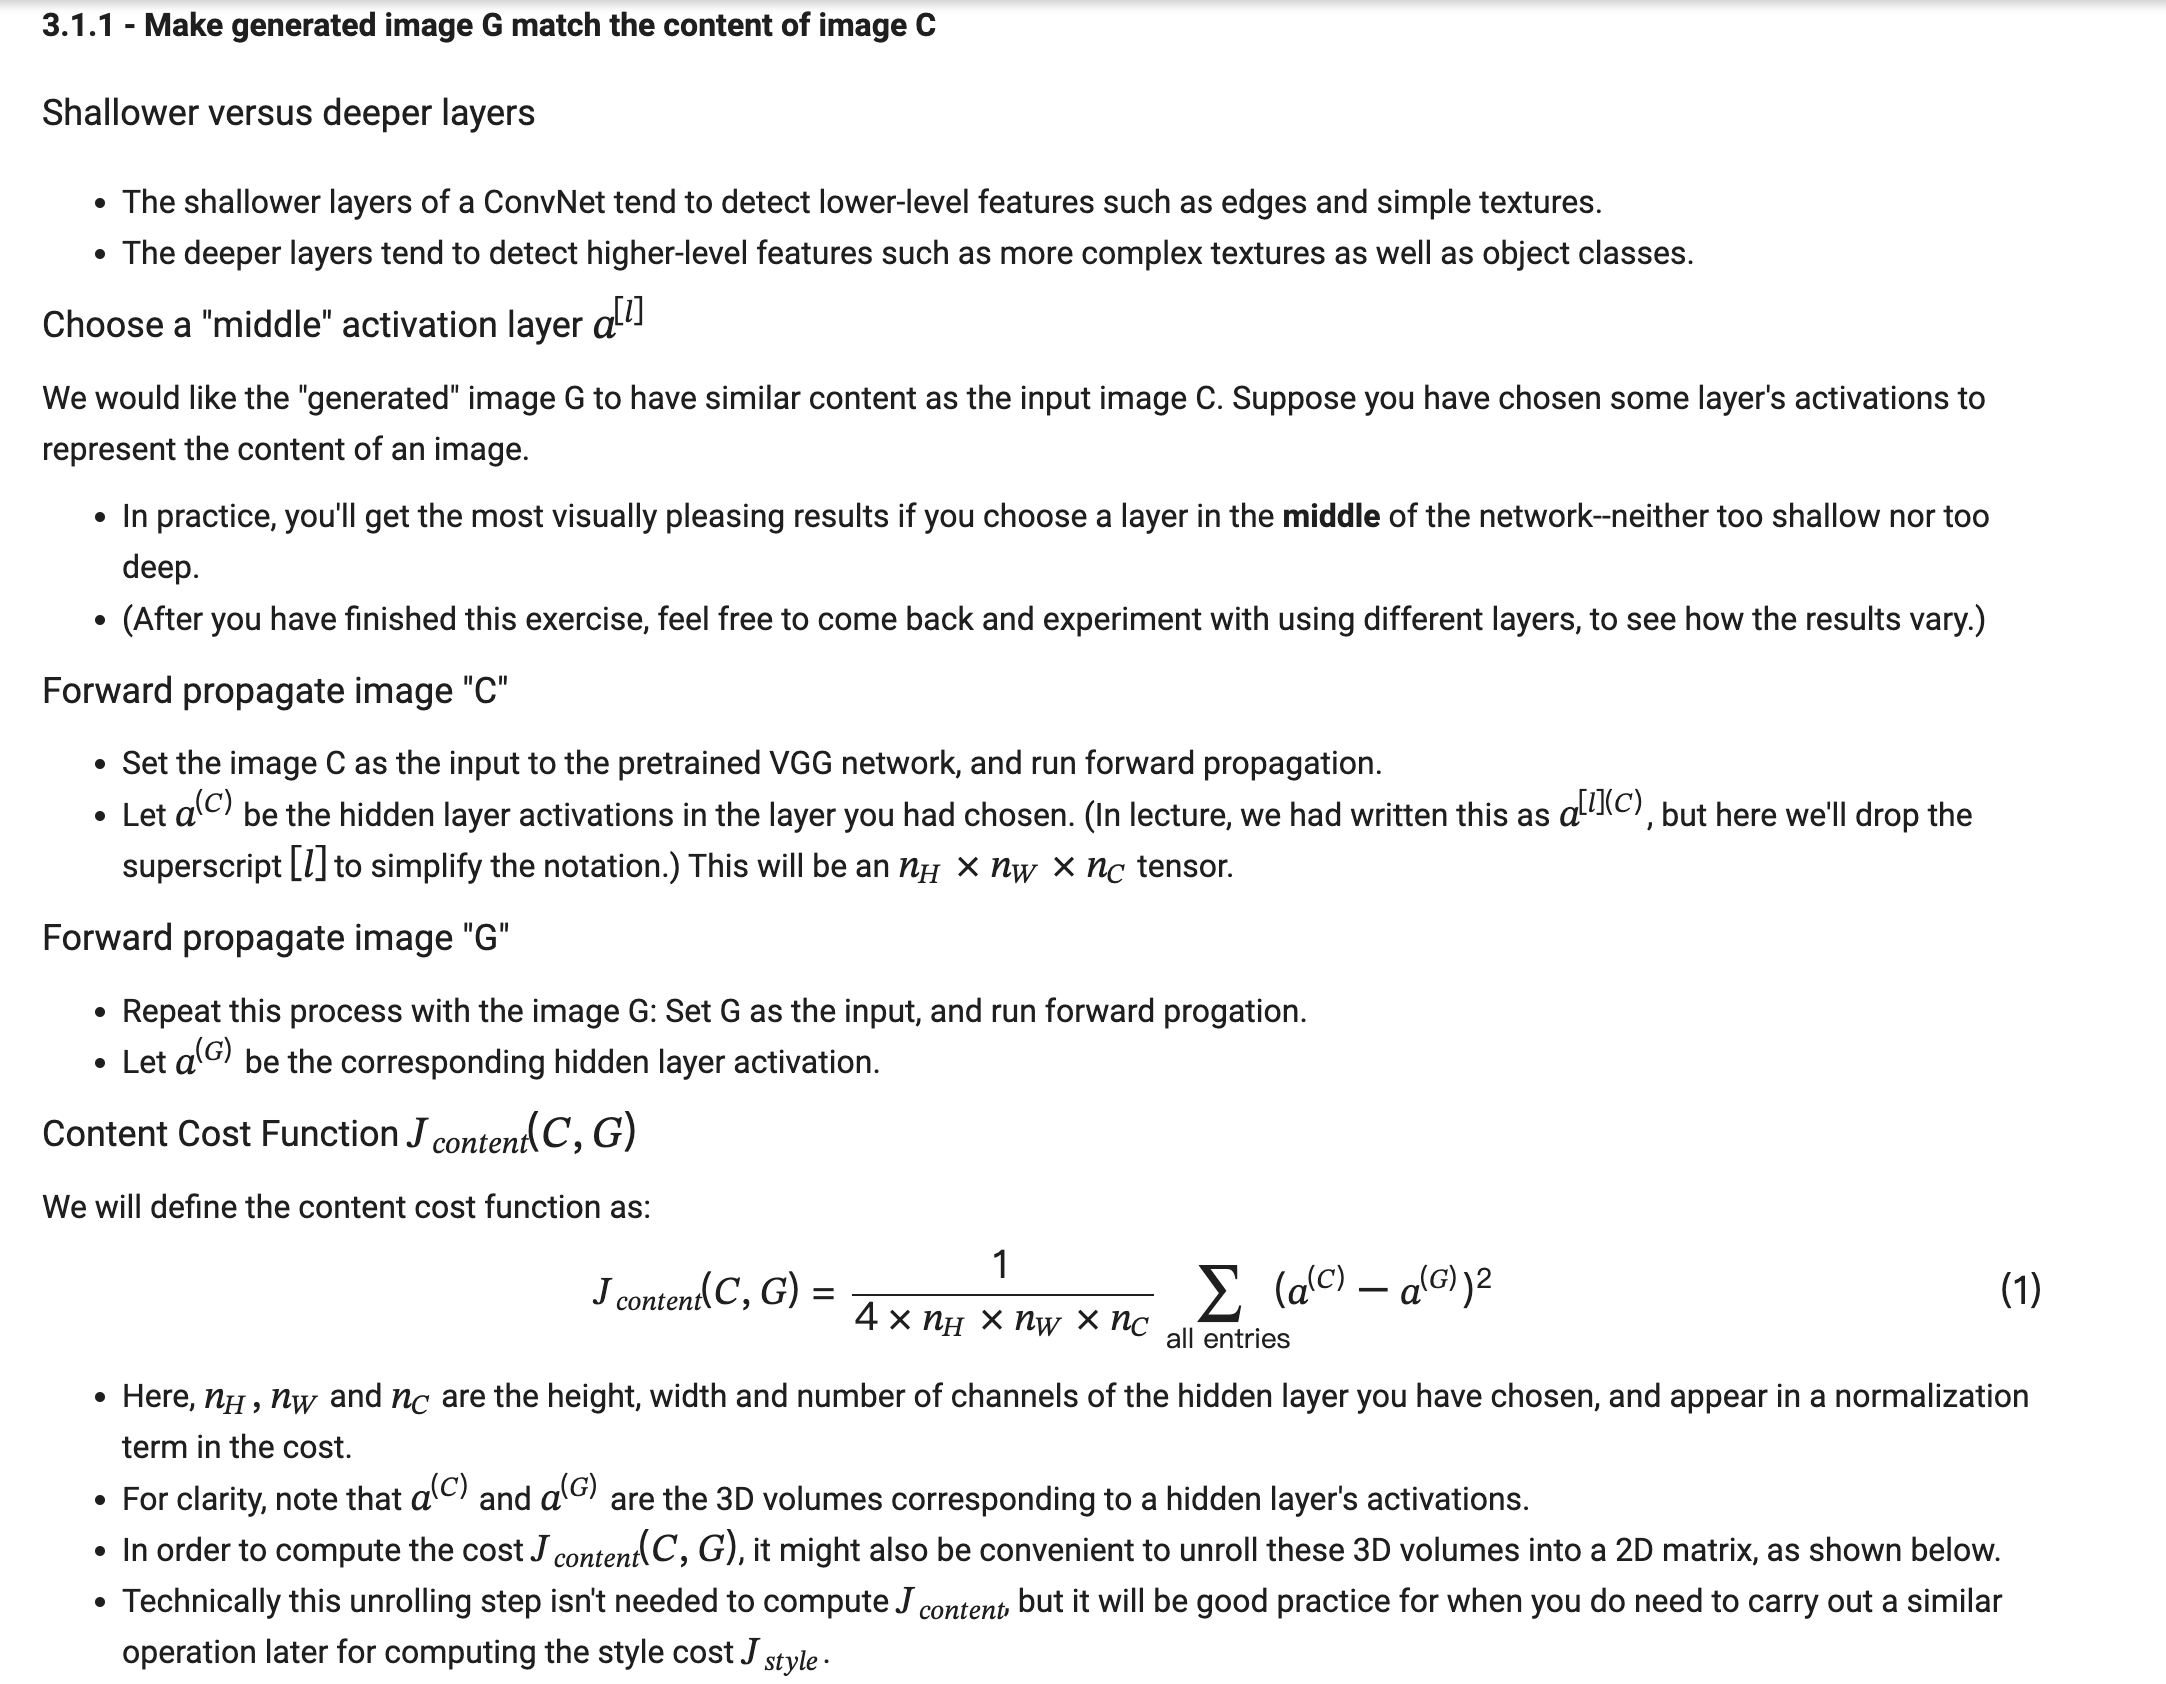 3.1.1 - Make generated image G match the content of image C
Shallower versus deeper layers
• The shallower layers of a ConvNet tend to detect lower-level features such as edges and simple textures.
• The deeper layers tend to detect higher-level features such as more complex textures as well as object classes.
Choose a "middle" activation layer a^{[l]}
We would like the "generated" image G to have similar content as the input image C. Suppose you have chosen some layer's activations to
represent the content of an image.
• In practice, you'll get the most visually pleasing results if you choose a layer in the middle of the network--neither too shallow nor too
deep.
• (After you have finished this exercise, feel free to come back and experiment with using different layers, to see how the results vary.)
Forward propagate image "C"
• Set the image C as the input to the pretrained VGG network, and run forward propagation.
• Let a^{(C)} be the hidden layer activations in the layer you had chosen. (In lecture, we had written this as a^{[l](C)}, but here we'll drop the
superscript [l] to simplify the notation.) This will be an n_H × n_W × n_C tensor.
Forward propagate image "G"
• Repeat this process with the image G: Set G as the input, and run forward progation.
• Let a^{(G)} be the corresponding hidden layer activation.
Content Cost Function J_{content}(C, G)
We will define the content cost function as:
J_{content}(C, G) = \frac{1}{4 × n_H × n_W × n_C} \sum_{all entries} (a^{(C)} − a^{(G)})^2 (1)
• Here, n_H, n_W and n_C are the height, width and number of channels of the hidden layer you have chosen, and appear in a normalization
term in the cost.
• For clarity, note that a^{(C)} and a^{(G)} are the 3D volumes corresponding to a hidden layer's activations.
• In order to compute the cost J_{content}(C, G), it might also be convenient to unroll these 3D volumes into a 2D matrix, as shown below.
• Technically this unrolling step isn't needed to compute J_{content}, but it will be good practice for when you do need to carry out a similar
operation later for computing the style cost J_{style}.